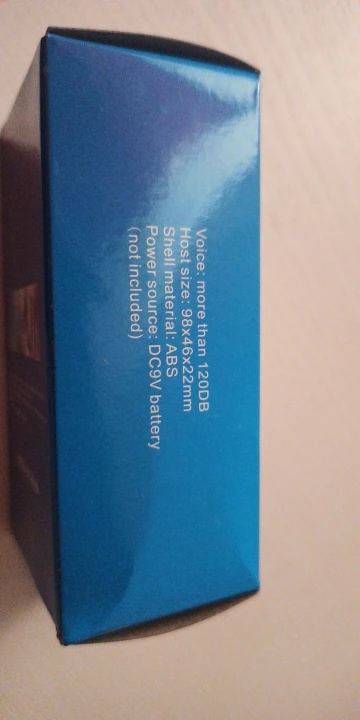 Voice: more than 120DB
Host size: 98x46x22mm
Shell material: ABS
Power source: DC9V battery
(not included)